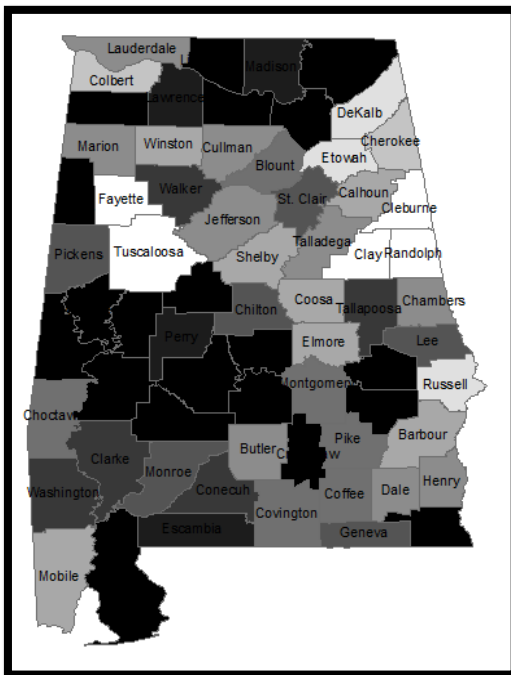 Lauderdale
Colbert
Lawrence
Madison
DeKalb
Marion
Winston
Cullman
Cherokee
Etowah
Blount
Fayette
Walker
St. Clair
Calhoun
Cleburne
Jefferson
Pickens
Tuscaloosa
Talladega
Shelby
Clay
Randolph
Coosa
Tallapoosa
Chambers
Chilton
Perry
Elmore
Lee
Montgomery
Russell
Choctaw
Butler
Pike
Barbour
Clarke
Monroe
Washington
Conecuh
Coffee
Dale
Henry
Covington
Escambia
Geneva
Mobile